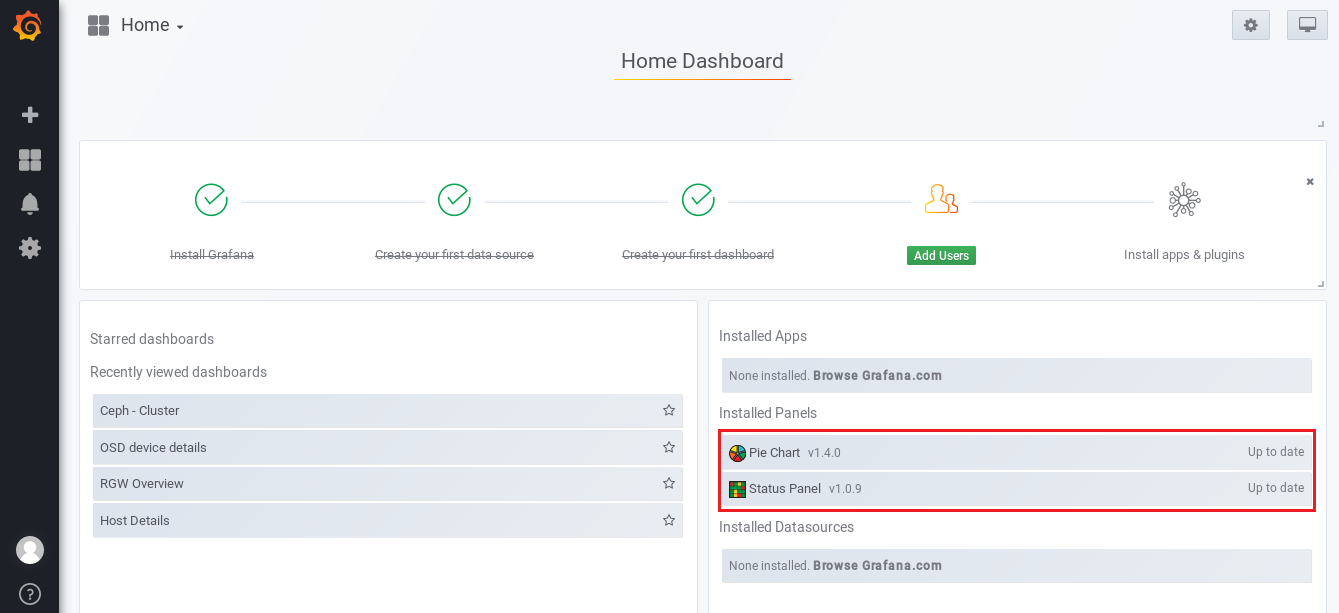 Home
Home Dashboard
Install Grafana
Create your first data source
Create your first dashboard
Add Users
Install apps & plugins
Starred dashboards
Recently viewed dashboards
Ceph - Cluster
OSD device details
RGW Overview
Host Details
Installed Apps
None installed. Browse Grafana.com
Installed Panels
Pie Chart v1.4.0 Up to date
Status Panel v1.0.9 Up to date
Installed Datasources
None installed. Browse Grafana.com